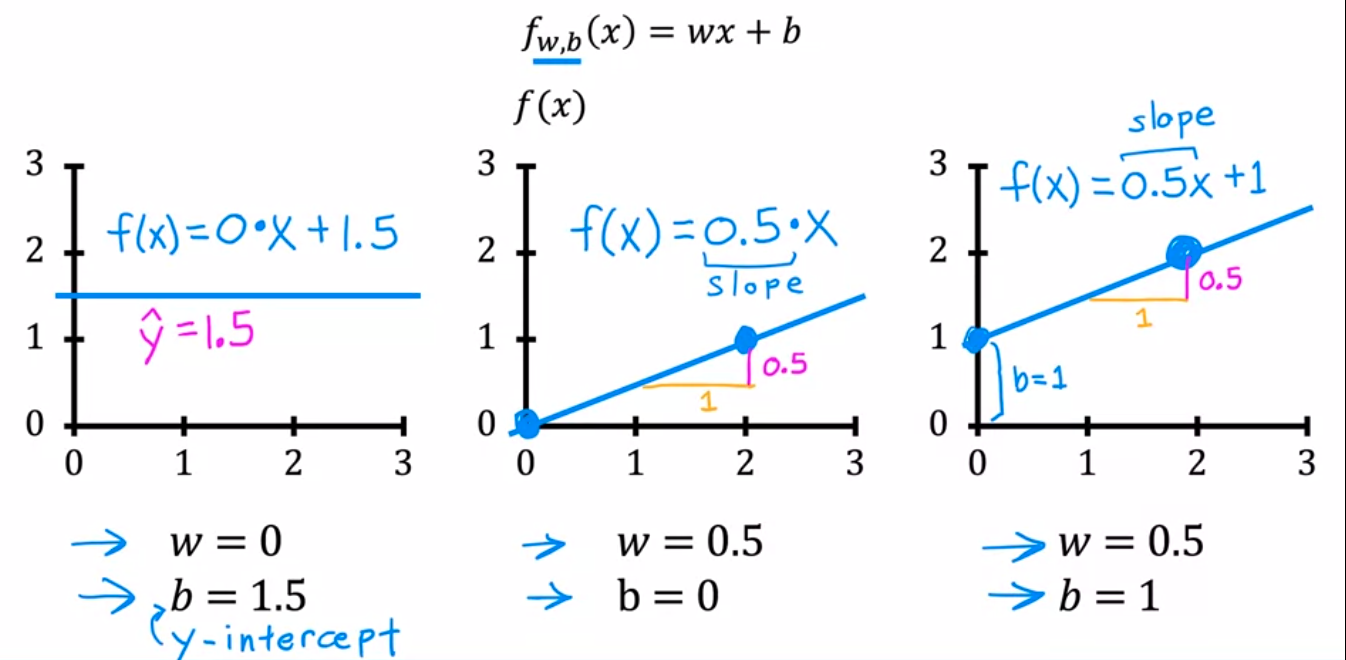 f_{w,b}(x) = wx + b
f(x)
3
2
1
0
0 1 2 3
f(x)=0•X+1.5
ŷ=1.5
→ w = 0
→ b = 1.5
y-intercept
3
2
1
0
0 1 2 3
f(x)=0.5•X
slope
0.5
1
→ w = 0.5
→ b = 0
slope
3
2
1
0
0 1 2 3
f(x)=0.5x+1
0.5
1
b=1
→ w = 0.5
→ b = 1